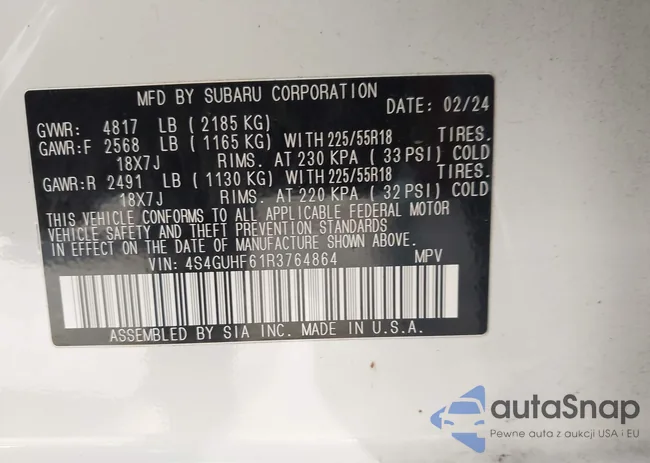 MFD BY SUBARU CORPORATION
DATE: 02/24
GVWR: 4817 LB ( 2185 KG)
GAWR:F 2568 LB ( 1165 KG) WITH 225/55R18 TIRES.
18X7J RIMS. AT 230 KPA ( 33 PSI) COLD
GAWR:R 2491 LB ( 1130 KG) WITH 225/55R18 TIRES.
18X7J RIMS. AT 220 KPA ( 32 PSI) COLD
THIS VEHICLE CONFORMS TO ALL APPLICABLE FEDERAL MOTOR
VEHICLE SAFETY AND THEFT PREVENTION STANDARDS
IN EFFECT ON THE DATE OF MANUFACTURE SHOWN ABOVE.
VIN: 4S4GUHF61R3764864 MPV
ASSEMBLED BY SIA INC. MADE IN U.S.A.
autaSnap
Pewne auta z aukcji USA i EU